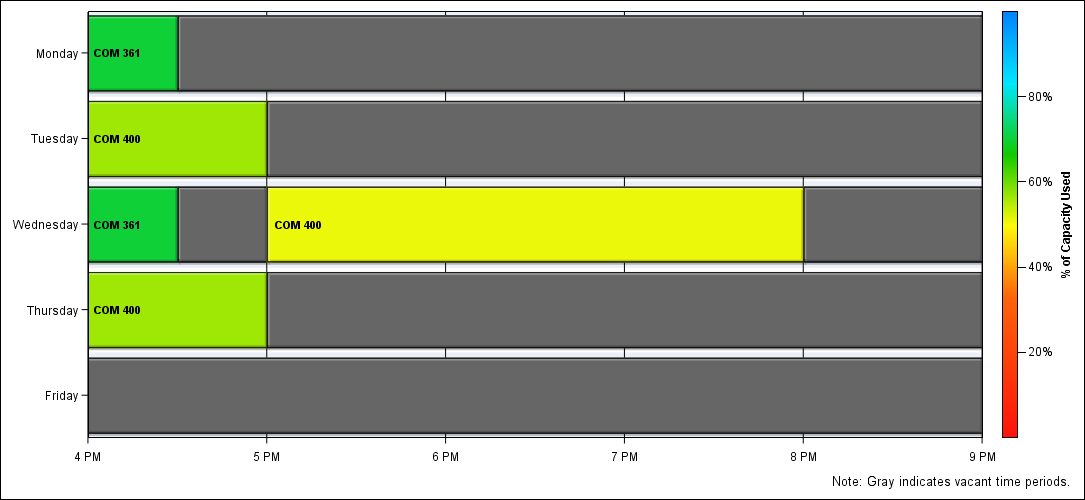 Monday
COM 361
Tuesday
COM 400
Wednesday
COM 361
COM 400
Thursday
COM 400
Friday
4 PM
5 PM
6 PM
7 PM
8 PM
9 PM
80%
60%
40%
20%
% of Capacity Used
Note: Gray indicates vacant time periods.